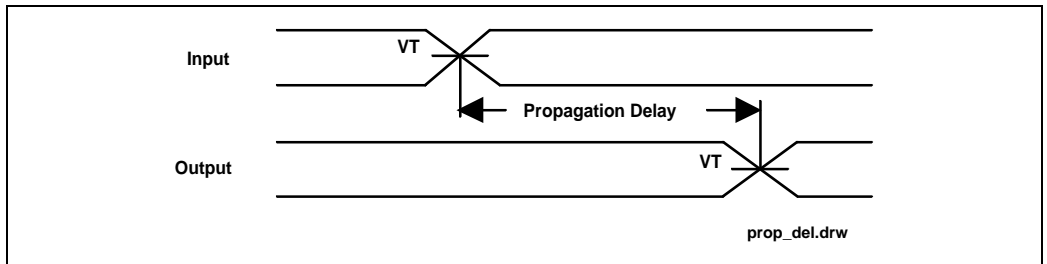 VT
Input
Propagation Delay
VT
Output
prop_del.drw